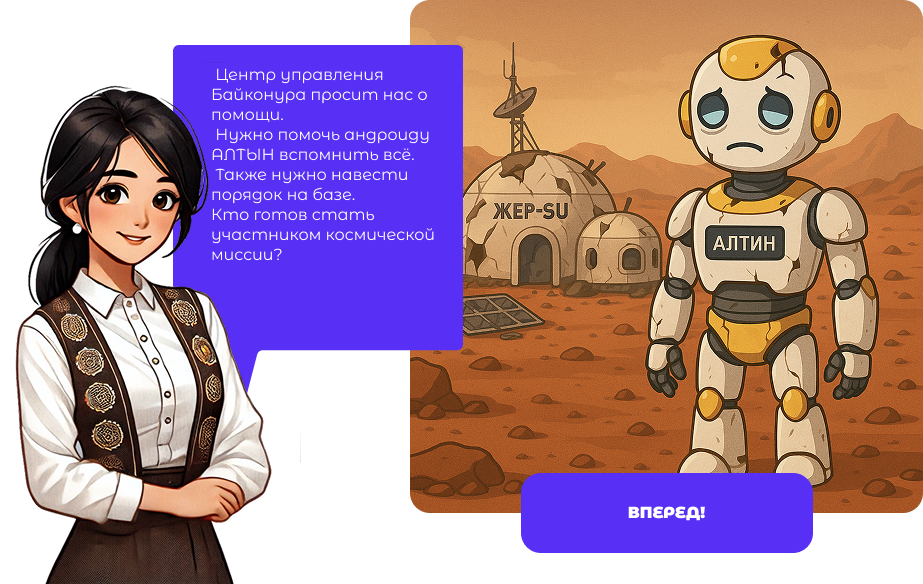 Центр управления
Байконура просит нас о
помощи.
Нужно помочь андроиду
АЛТЫН вспомнить всё.
Также нужно навести
порядок на базе.
Кто готов стать
участником космической
миссии?
ЖЕР-SU
АЛТИН
ВПЕРЕД!